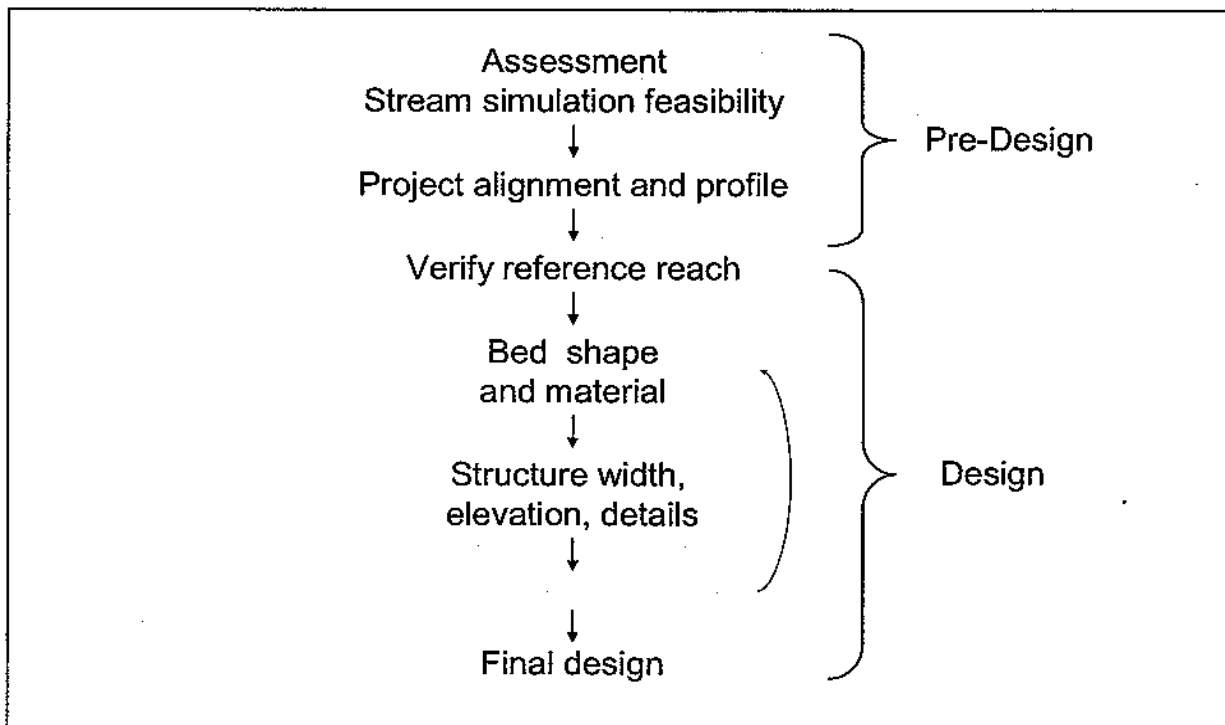 Assessment
Stream simulation feasibility
Pre-Design
Project alignment and profile
Verify reference reach
Bed shape
and material
Structure width,
elevation, details
Design
Final design